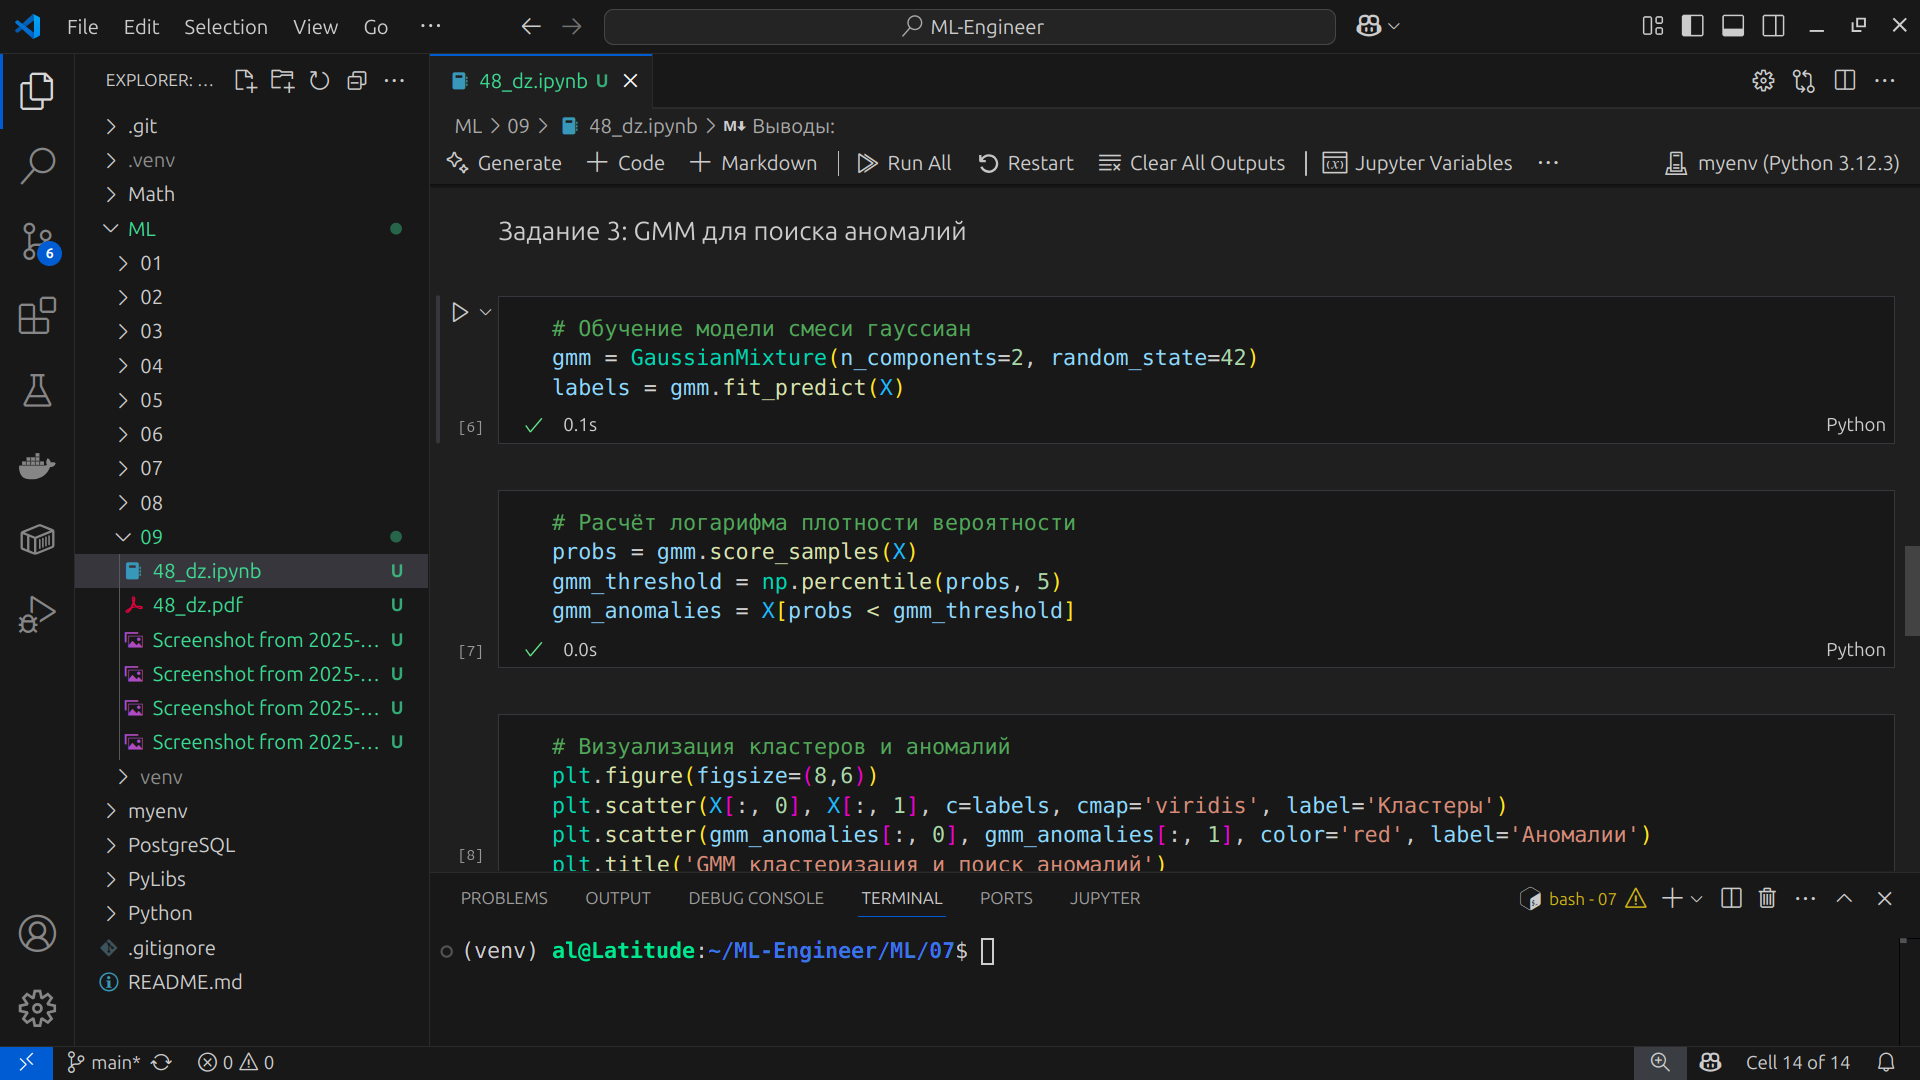 File Edit Selection View Go ···
ML-Engineer
EXPLORER: ...
.git
.venv
Math
ML
01
02
03
04
05
06
07
08
09
48_dz.ipynb U
48_dz.pdf U
Screenshot from 2025-... U
Screenshot from 2025-... U
Screenshot from 2025-... U
Screenshot from 2025-... U
venv
myenv
PostgreSQL
PyLibs
Python
.gitignore
README.md
6
48_dz.ipynb U
ML > 09 > 48_dz.ipynb > M↓ Выводы:
Generate + Code + Markdown | Run All Restart Clear All Outputs | Jupyter Variables ··· myenv (Python 3.12.3)
Задание 3: GMM для поиска аномалий
# Обучение модели смеси гауссиан
gmm = GaussianMixture(n_components=2, random_state=42)
labels = gmm.fit_predict(X)
[6] ✓ 0.1s Python
# Расчёт логарифма плотности вероятности
probs = gmm.score_samples(X)
gmm_threshold = np.percentile(probs, 5)
gmm_anomalies = X[probs < gmm_threshold]
[7] ✓ 0.0s Python
# Визуализация кластеров и аномалий
plt.figure(figsize=(8,6))
plt.scatter(X[:, 0], X[:, 1], c=labels, cmap='viridis', label='Кластеры')
plt.scatter(gmm_anomalies[:, 0], gmm_anomalies[:, 1], color='red', label='Аномалии')
[8]
plt.title('GMM кластеризация и поиск аномалий')
PROBLEMS OUTPUT DEBUG CONSOLE TERMINAL PORTS JUPYTER
bash - 07
(venv) al@Latitude:~/ML-Engineer/ML/07$
main* 0 0
Cell 14 of 14